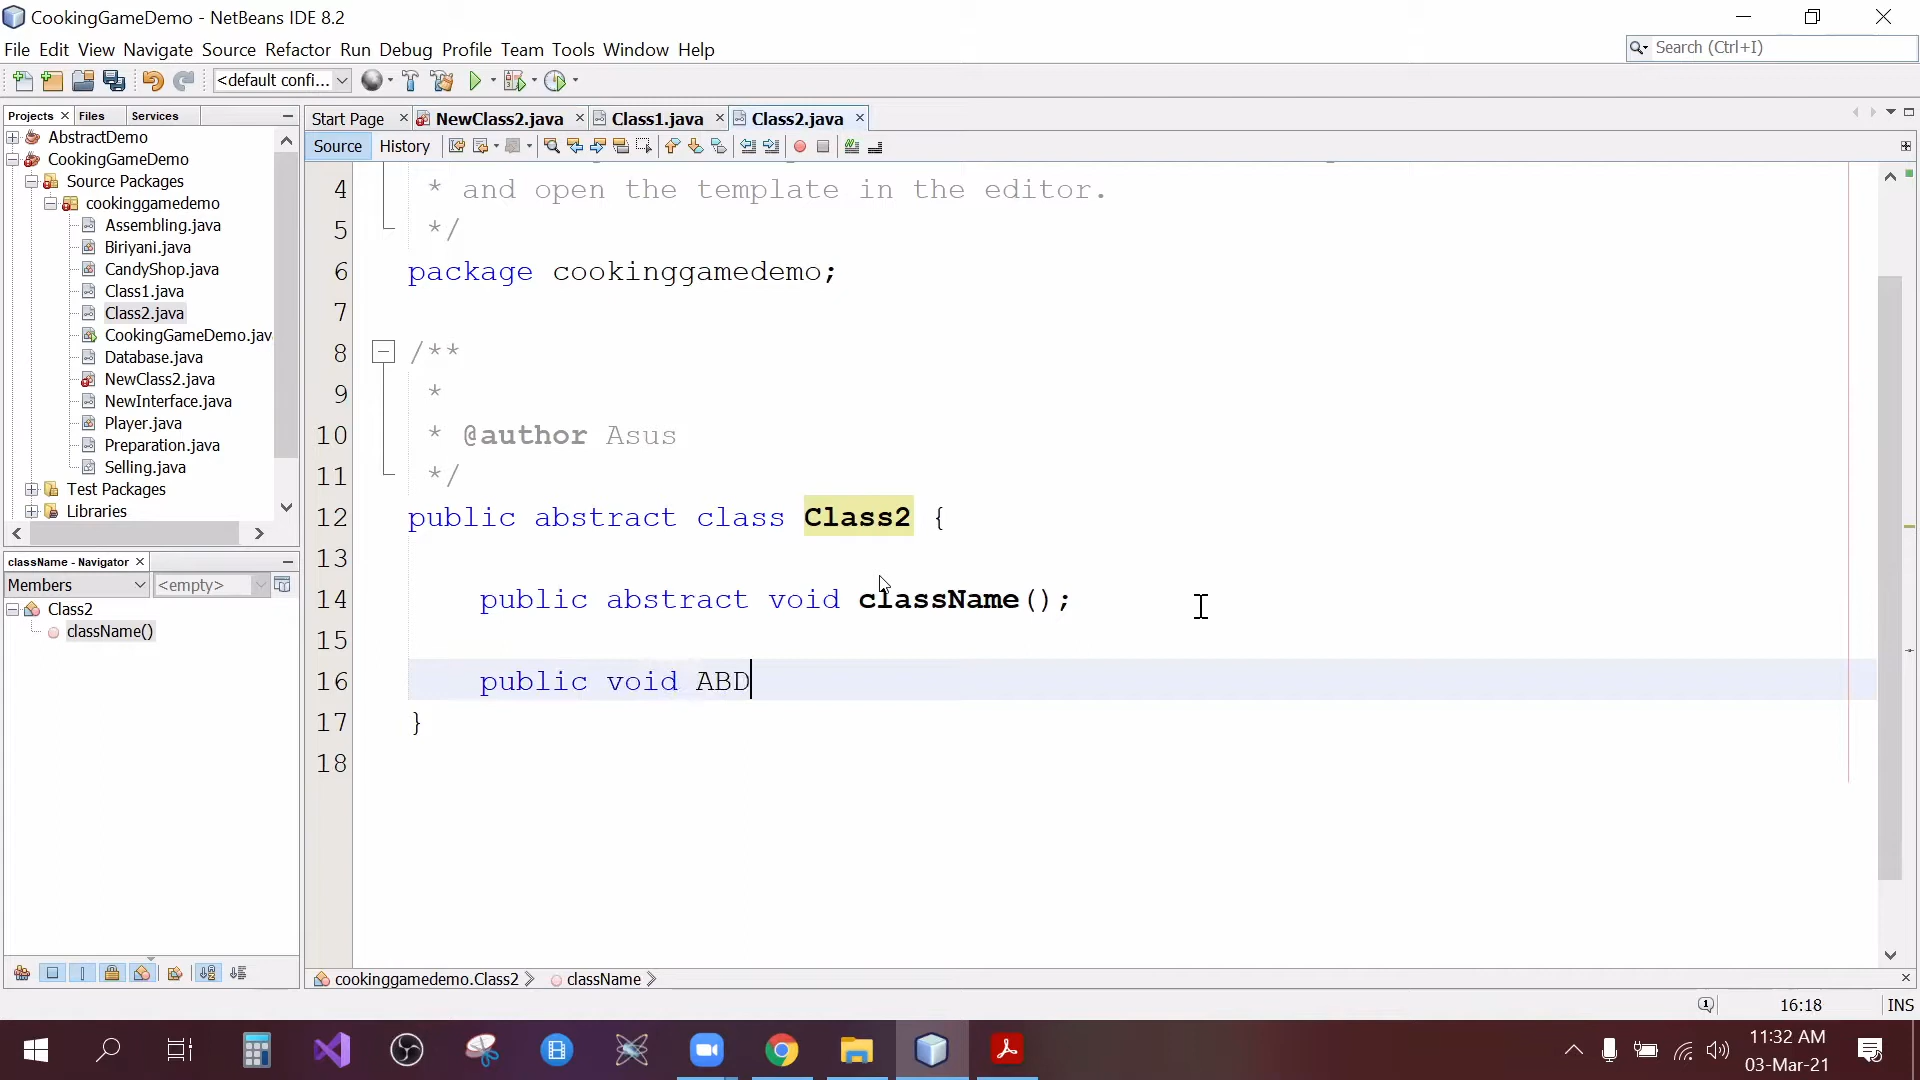 CookingGameDemo - NetBeans IDE 8.2
File Edit View Navigate Source Refactor Run Debug Profile Team Tools Window Help
Search (Ctrl+I)
<default confi...
Projects Files Services
Start Page NewClass2.java Class1.java Class2.java
Source History
AbstractDemo
CookingGameDemo
Source Packages
cookinggamedemo
Assembling.java
Biriyani.java
CandyShop.java
Class1.java
Class2.java
CookingGameDemo.jav
Database.java
NewClass2.java
NewInterface.java
Player.java
Preparation.java
Selling.java
Test Packages
Libraries
className - Navigator
Members <empty>
Class2
className()
4 * and open the template in the editor.
5 */
6 package cookinggamedemo;
7
8 /**
9 *
10 * @author Asus
11 */
12 public abstract class Class2 {
13
14 public abstract void className();
15
16 public void ABD
17 }
18
cookinggamedemo.Class2 className
16:18 INS
11:32 AM
03-Mar-21